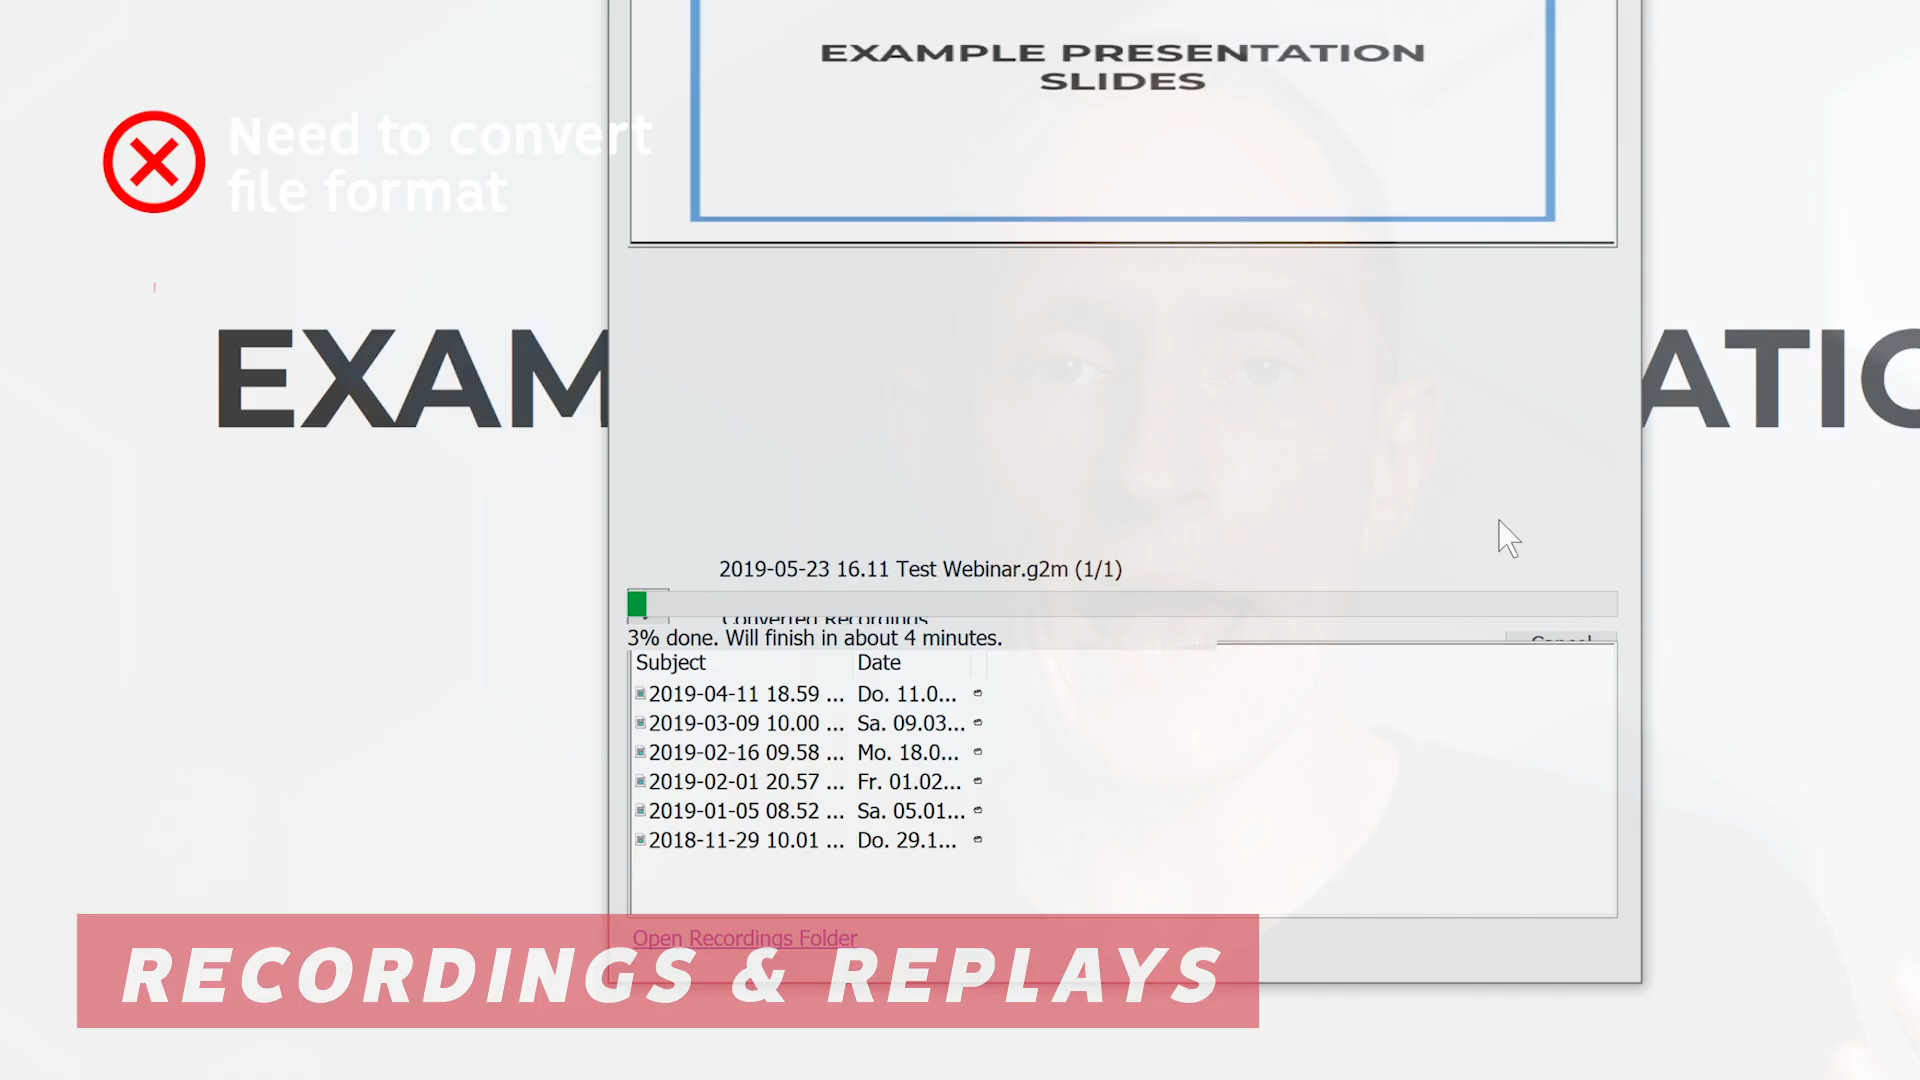 EXAMPLE PRESENTATION
SLIDES
Need to convert
file format
EXAM
ATIO
2019-05-23 16.11 Test Webinar.g2m (1/1)
Converted Recordings
3% done. Will finish in about 4 minutes.
Cancel
Subject Date
2019-04-11 18.59 ... Do. 11.0...
2019-03-09 10.00 ... Sa. 09.03...
2019-02-16 09.58 ... Mo. 18.0...
2019-02-01 20.57 ... Fr. 01.02...
2019-01-05 08.52 ... Sa. 05.01...
2018-11-29 10.01 ... Do. 29.1...
Open Recordings Folder
RECORDINGS & REPLAYS